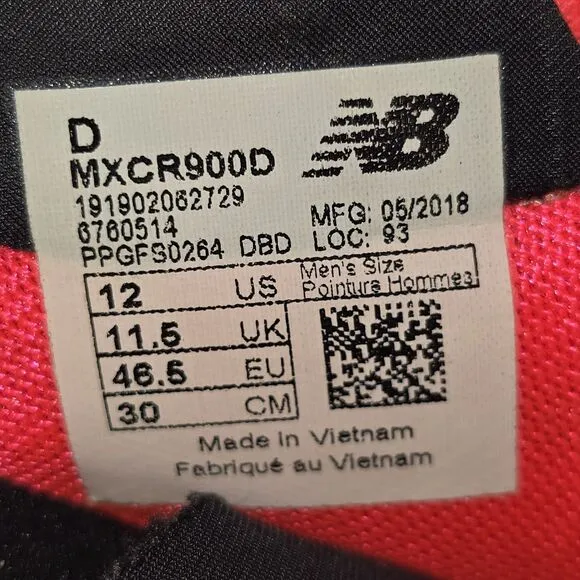 D
NB
MXCR900D
191902062729
6760514
MFG: 05/2018
PPGFS0264 DBD LOC: 93
12 US Men's Size
Pointure Hommes
11.5 UK
46.5 EU
30 CM
Made in Vietnam
Fabriqué au Vietnam